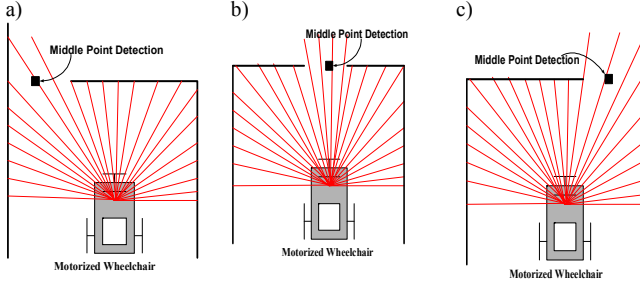 a)
Middle Point Detection
Motorized Wheelchair
b)
Middle Point Detection
Motorized Wheelchair
c)
Middle Point Detection
Motorized Wheelchair